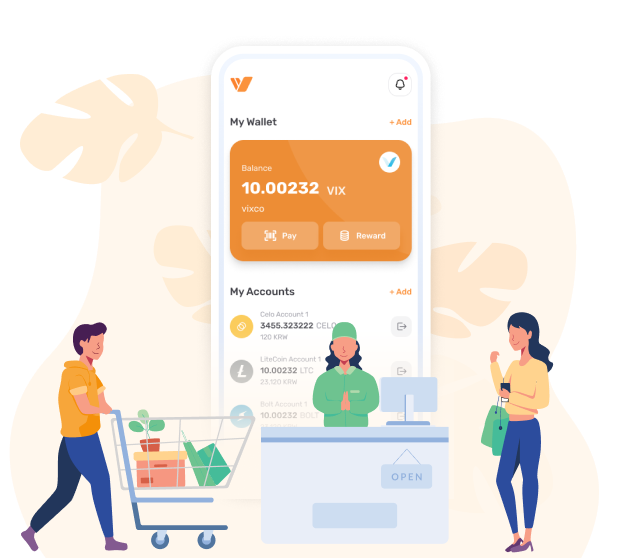 My Wallet + Add
Balance
10.00232 VIX
vixco
Pay Reward
My Accounts + Add
Celo Account 1
3455.323222 CELO
120 KRW
LiteCoin Account 1
10.00232 LTC
23,120 KRW
Bolt Account 1
10.00232 BOLT
OPEN